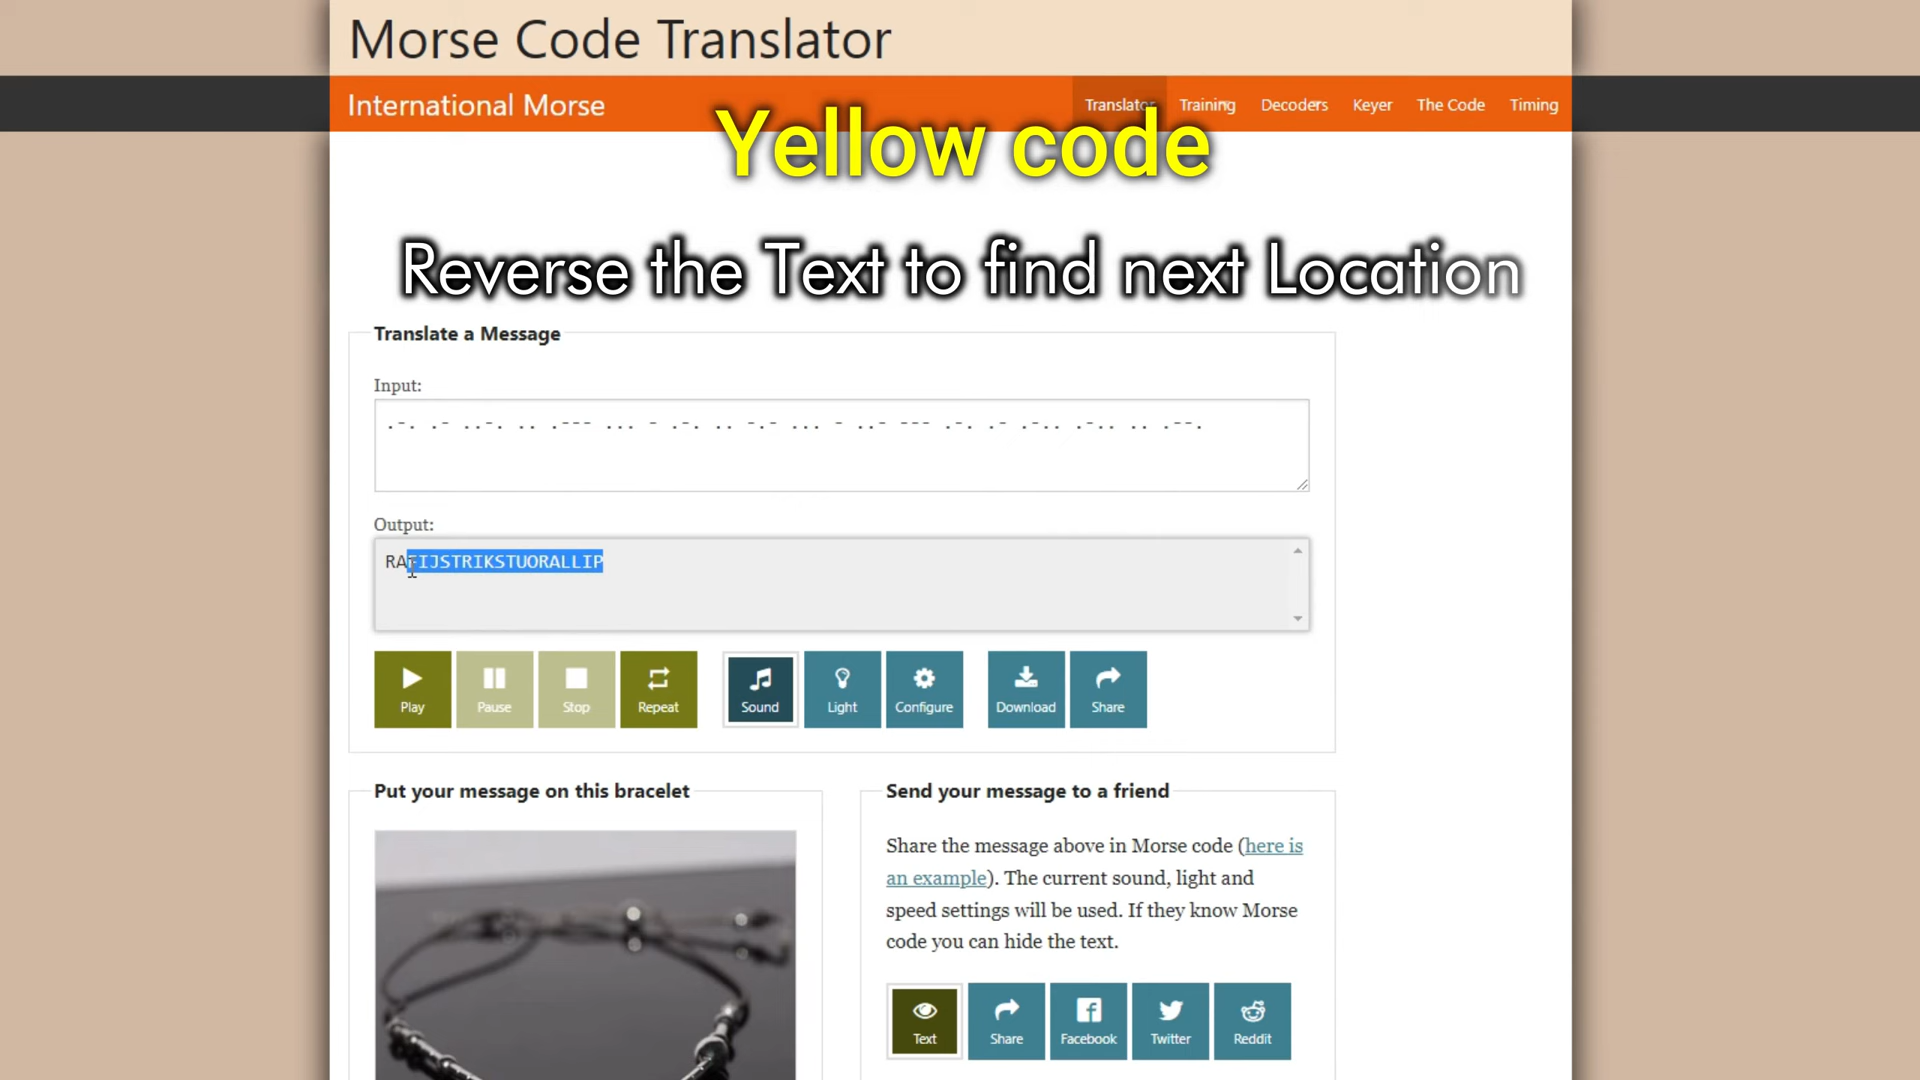 Morse Code Translator
International Morse
Translator Training Decoders Keyer The Code Timing
Yellow code
Reverse the Text to find next Location
Translate a Message
Input:
.-. .- ..-. .. .--- ... - .-. .. -.- ... - ..- --- .-. .- .-.. .-.. .. .--.
Output:
RAFIJSTRIKSTUORALLIP
Play Pause Stop Repeat Sound Light Configure Download Share
Put your message on this bracelet
Send your message to a friend
Share the message above in Morse code (here is
an example). The current sound, light and
speed settings will be used. If they know Morse
code you can hide the text.
Text Share Facebook Twitter Reddit